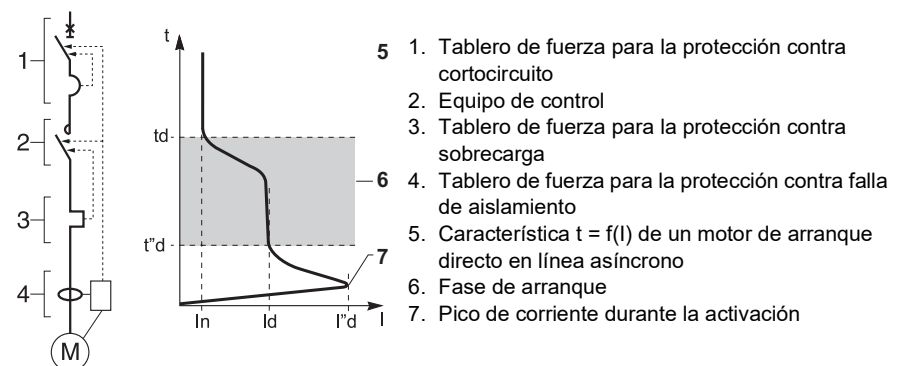 1
2
3
4
M
t
td
t"d
In
Id
I"d
I
5
6
7
1. Tablero de fuerza para la protección contra
cortocircuito
2. Equipo de control
3. Tablero de fuerza para la protección contra
sobrecarga
4. Tablero de fuerza para la protección contra falla
de aislamiento
5. Característica t = f(I) de un motor de arranque
directo en línea asíncrono
6. Fase de arranque
7. Pico de corriente durante la activación